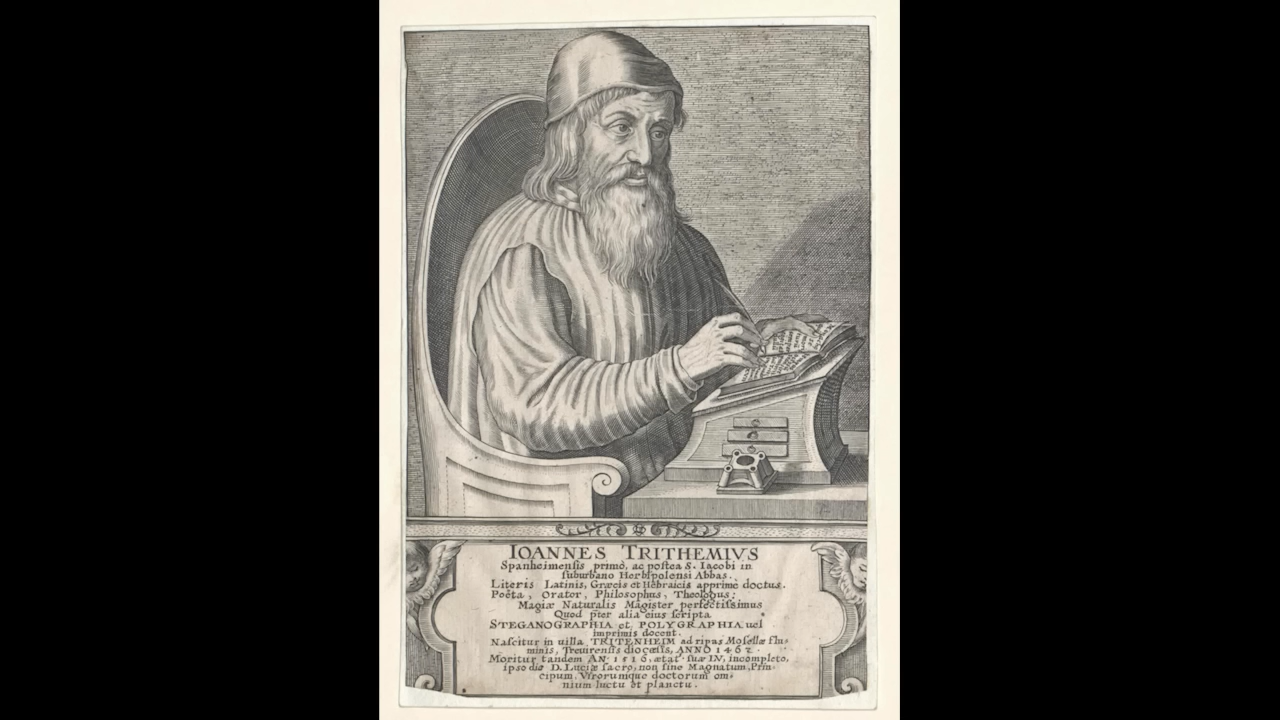 IOANNES TRITHEMIVS
Spanheimensis primò, ac postea S. Iacobi in
suburbano Herbipolensi Abbas.
Literis Latinis, Græcis et Hebraicis apprime doctus.
Poëta, Orator, Philosophus, Theologus;
Magiæ Naturalis Magister perfectissimus
Quod pter alia eius scripta
STEGANOGRAPHIA et POLYGRAPHIA uel
imprimis docent.
Nascitur in uilla TRITENHEIM ad ripas Mosellæ flu-
minis, Treuirensis diocæsis, ANNO 1462.
Moritur tandem AN. 1516, ætat. suæ LV, incompleto,
ipso die D. Luciæ sacro, non sine Magnatum, Prin-
cipum, Virorumque doctorum om-
nium luctu et planctu.